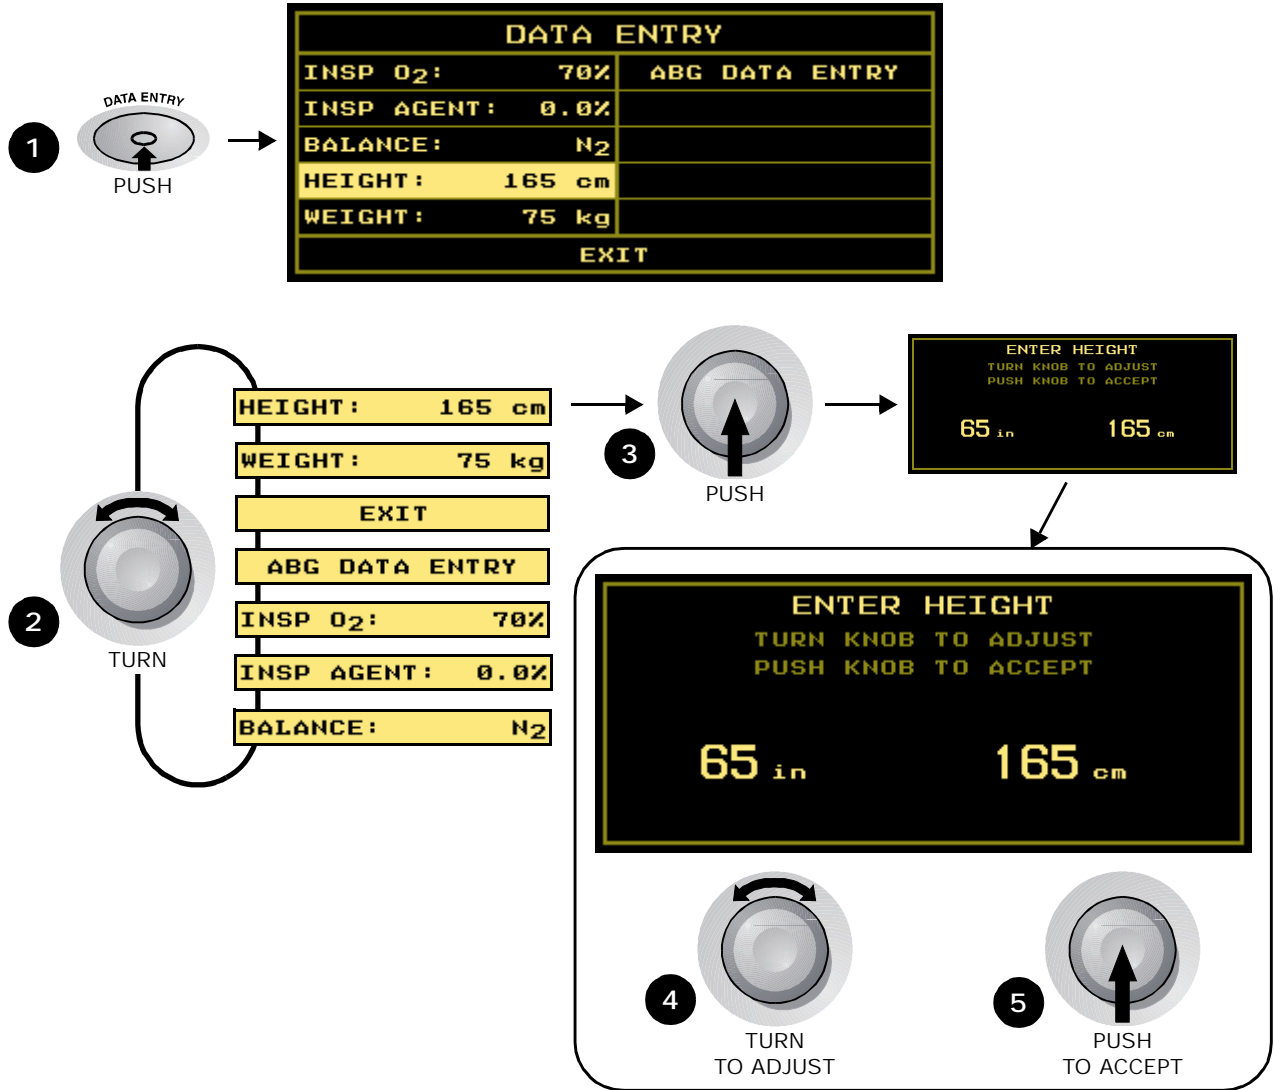 DATA ENTRY
INSP O2: 70% ABG DATA ENTRY
INSP AGENT: 0.0%
BALANCE: N2
HEIGHT: 165 cm
WEIGHT: 75 kg
EXIT
1
DATA ENTRY
PUSH
HEIGHT: 165 cm
WEIGHT: 75 kg
EXIT
ABG DATA ENTRY
INSP O2: 70%
INSP AGENT: 0.0%
BALANCE: N2
2
TURN
3
PUSH
ENTER HEIGHT
TURN KNOB TO ADJUST
PUSH KNOB TO ACCEPT
65 in 165 cm
ENTER HEIGHT
TURN KNOB TO ADJUST
PUSH KNOB TO ACCEPT
65 in 165 cm
4
TURN
TO ADJUST
5
PUSH
TO ACCEPT